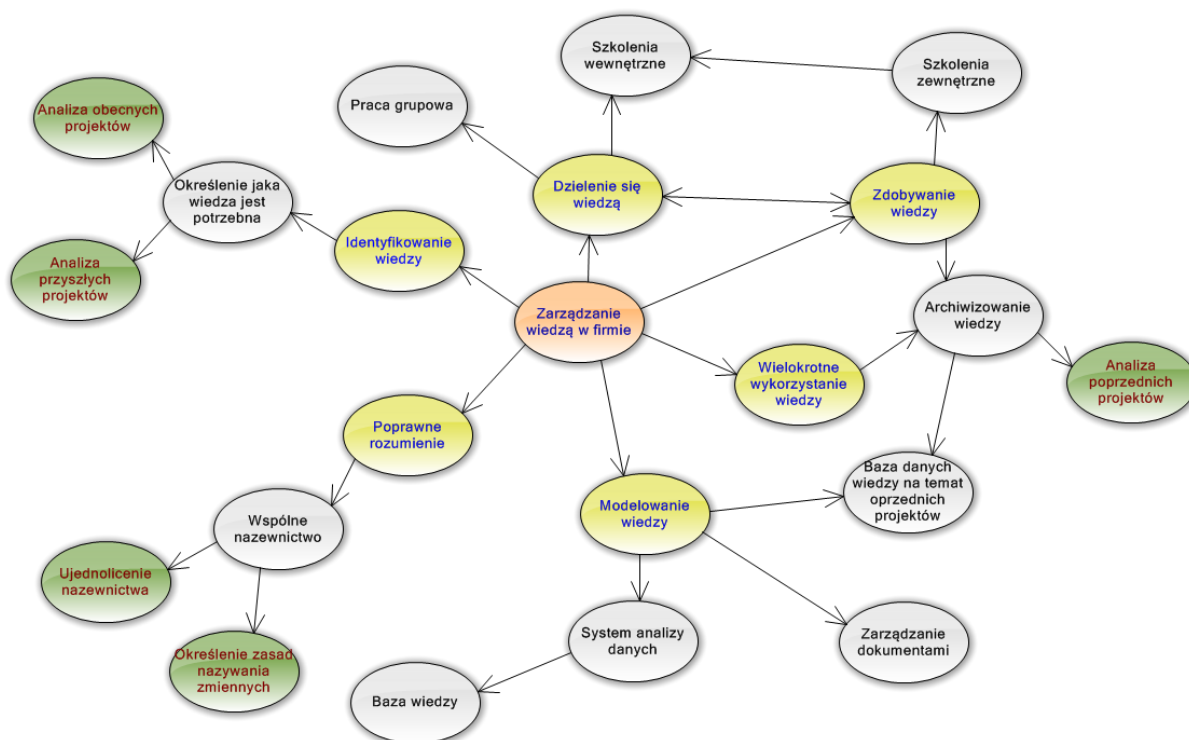 Szkolenia
wewnętrzne
Szkolenia
zewnętrzne
Praca grupowa
Analiza obecnych
projektów
Dzielenie się
wiedzą
Zdobywanie
wiedzy
Określenie jaka
wiedza jest
potrzebna
Identyfikowanie
wiedzy
Analiza
przyszłych
projektów
Zarządzanie
wiedzą w firmie
Archiwizowanie
wiedzy
Wielokrotne
wykorzystanie
wiedzy
Analiza
poprzednich
projektów
Poprawne
rozumienie
Baza danych
wiedzy na temat
oprzednich
projektów
Modelowanie
wiedzy
Wspólne
nazewnictwo
Ujednolicenie
nazewnictwa
System analizy
danych
Zarządzanie
dokumentami
Określenie zasad
nazywania
zmiennych
Baza wiedzy